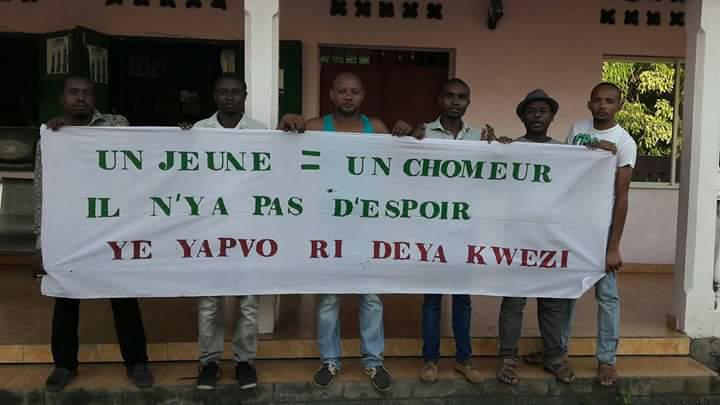 UN JEUNE = UN CHOMEUR
IL N'YA PAS D'ESPOIR
YE YAPVO RI DEYA KWEZI